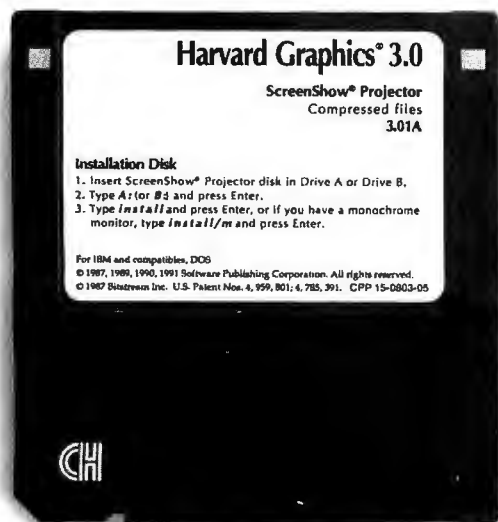 Harvard Graphics® 3.0
ScreenShow® Projector
Compressed files
3.01A
Installation Disk
1. Insert ScreenShow® Projector disk in Drive A or Drive B.
2. Type A: (or B: and press Enter.
3. Type install and press Enter, or if you have a monochrome
monitor, type install/m and press Enter.
For IBM and compatibles, DOS
© 1987, 1989, 1990, 1991 Software Publishing Corporation. All rights reserved.
© 1987 Bitstream Inc. U.S. Patent Nos. 4, 959, 801; 4, 785, 391. CPP 15-0803-05
CH